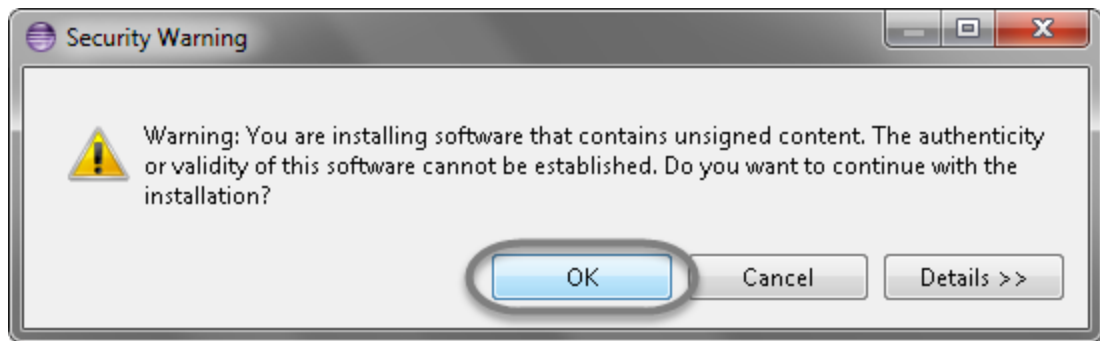 Security Warning
Warning: You are installing software that contains unsigned content. The authenticity
or validity of this software cannot be established. Do you want to continue with the
installation?
OK
Cancel
Details >>